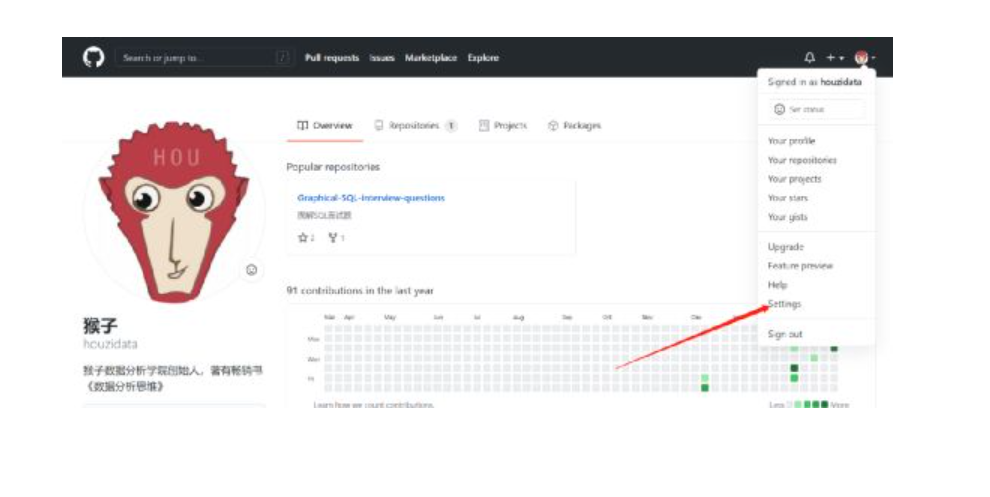 Search or jump to...
/
Pull requests Issues Marketplace Explore
Signed in as houzidata
Set status
Your profile
Your repositories
Your projects
Your stars
Your gists
Upgrade
Feature preview
Help
Settings
Sign out
HOU
猴子
houzidata
猴子数据分析学院创始人，著有畅销书
《数据分析思维》
Overview Repositories 1 Projects Packages
Popular repositories
Graphical-SQL-interview-questions
图解SQL面试题
91 contributions in the last year
Mar Apr May Jun Jul Aug Sep Oct Nov Dec
Mon
Wed
Fri
Learn how we count contributions.
Less More